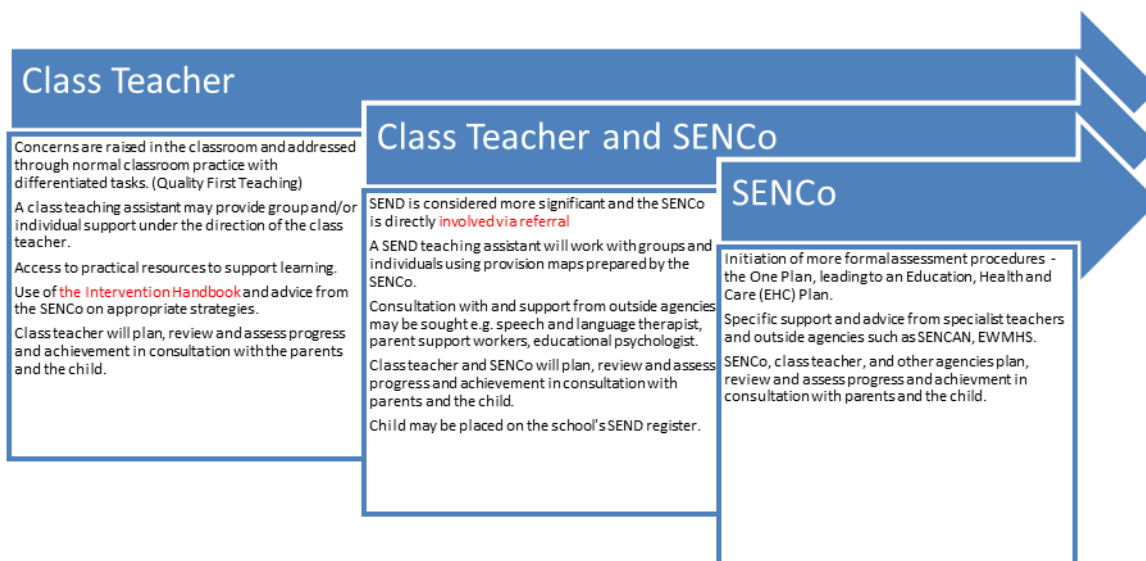 Class Teacher
Concerns are raised in the classroom and addressed
through normal classroom practice with
differentiated tasks. (Quality First Teaching)
A class teaching assistant may provide group and/or
individual support under the direction of the class
teacher.
Access to practical resources to support learning.
Use of the Intervention Handbook and advice from
the SENCo on appropriate strategies.
Class teacher will plan, review and assess progress
and achievement in consultation with the parents
and the child.
Class Teacher and SENCo
SEND is considered more significant and the SENCo
is directly involved via referral
A SEND teaching assistant will work with groups and
individuals using provision maps prepared by the
SENCo.
Consultation with and support from outside agencies
may be sought e.g. speech and language therapist,
parent support workers, educational psychologist.
Class teacher and SENCo will plan, review and assess
progress and achievement in consultation with
parents and the child.
Child may be placed on the school's SEND register.
SENCo
Initiation of more formal assessment procedures -
the One Plan, leading to an Education, Health and
Care (EHC) Plan.
Specific support and advice from specialist teachers
and outside agencies such as SENCAN, EWMHS.
SENCo, class teacher, and other agencies plan,
review and assess progress and achievment in
consultation with parents and the child.